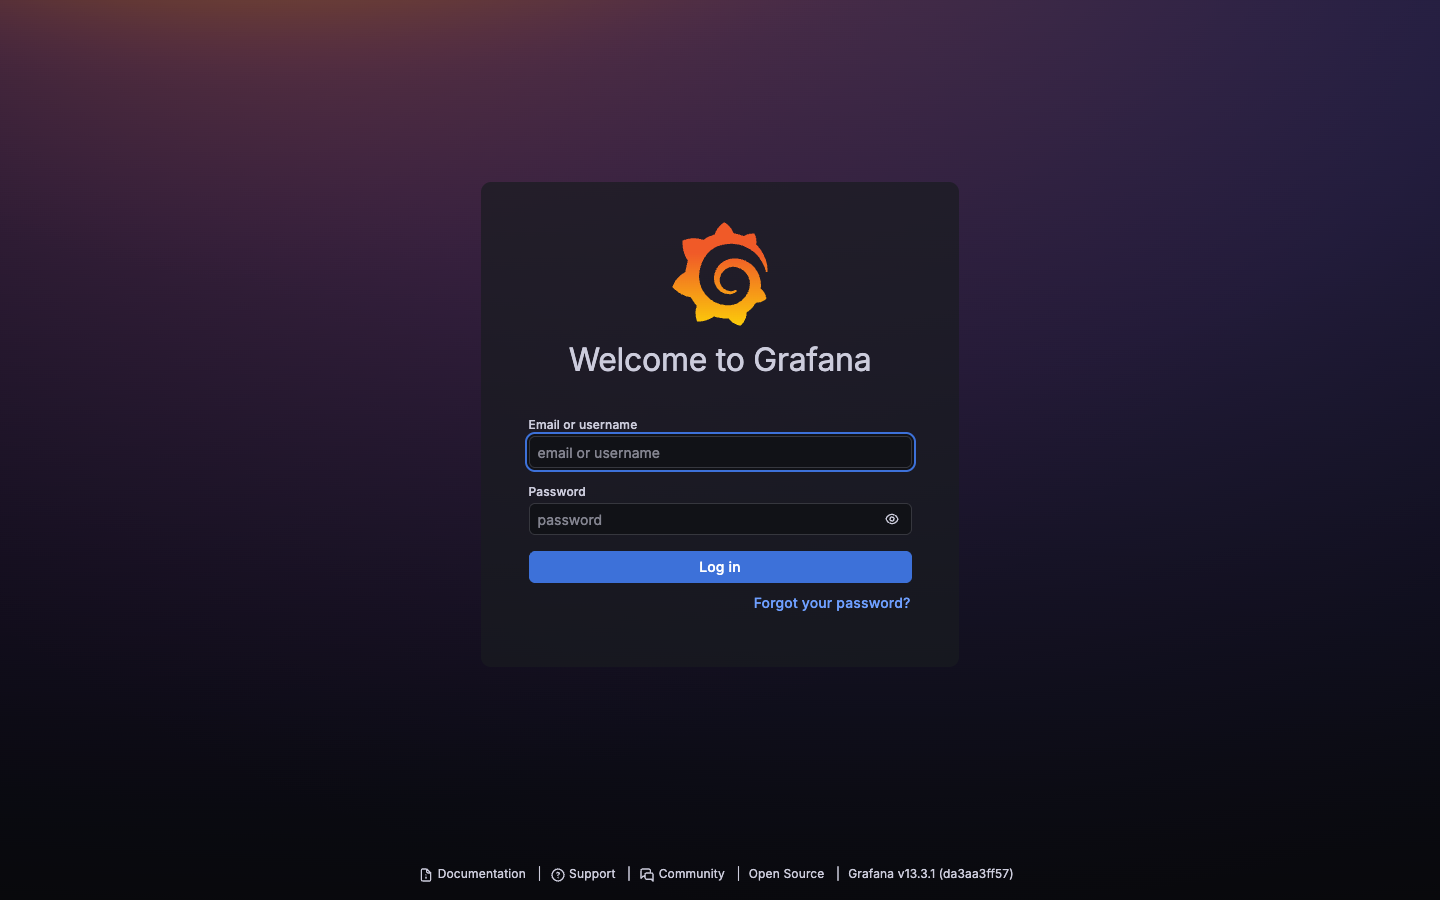 Welcome to Grafana
Email or username
email or username
Password
password
Log in
Forgot your password?
Documentation | Support | Community | Open Source | Grafana v13.3.1 (da3aa3ff57)